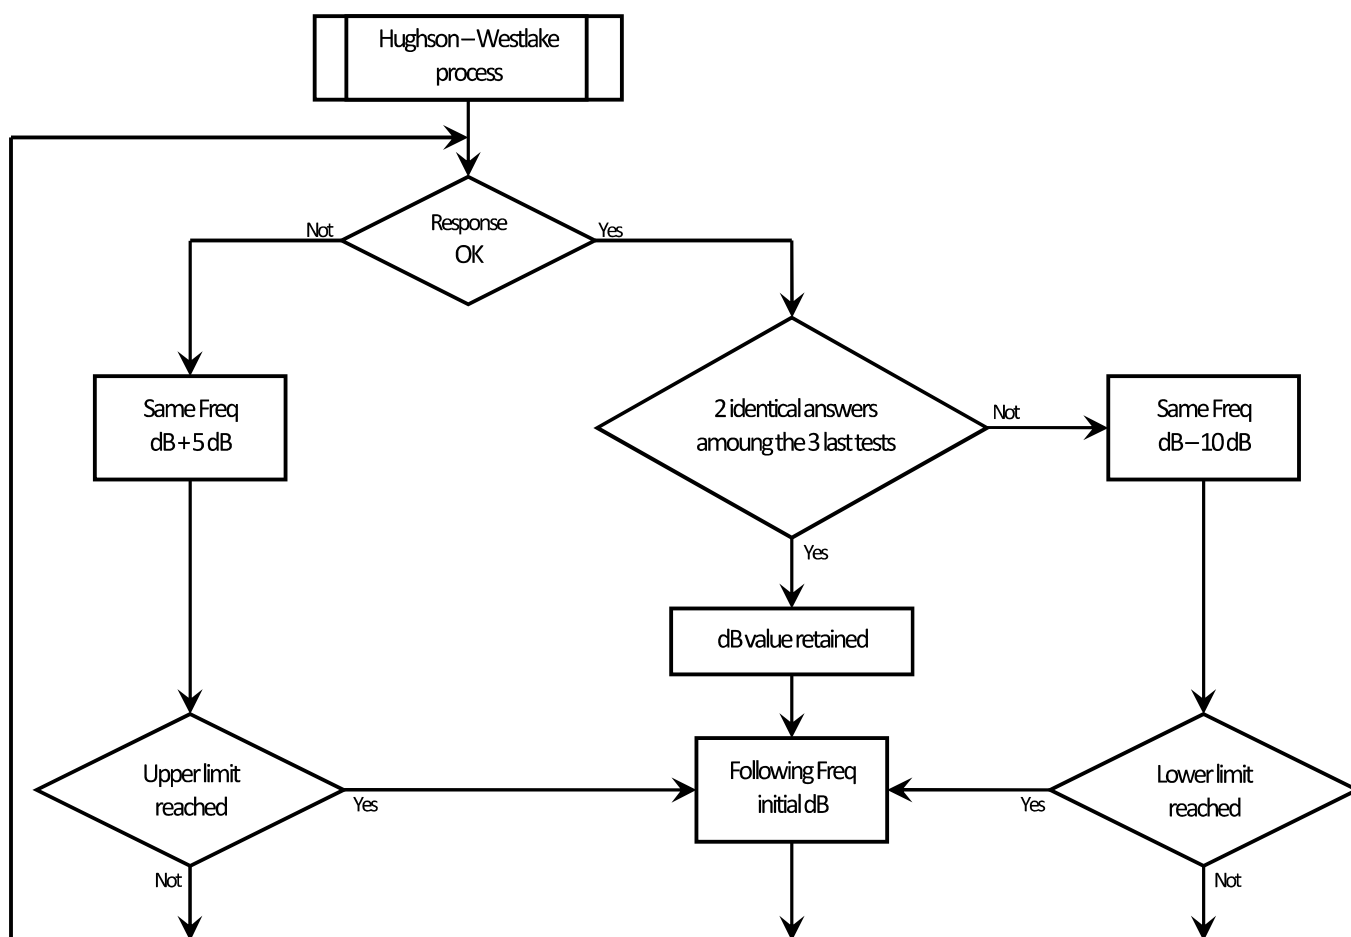 Hughson – Westlake
process
Not
Response
OK
Yes
Same Freq
dB + 5 dB
2 identical answers
amoung the 3 last tests
Not
Same Freq
dB – 10 dB
Yes
dB value retained
Upper limit
reached
Yes
Following Freq
initial dB
Yes
Lower limit
reached
Not
Not